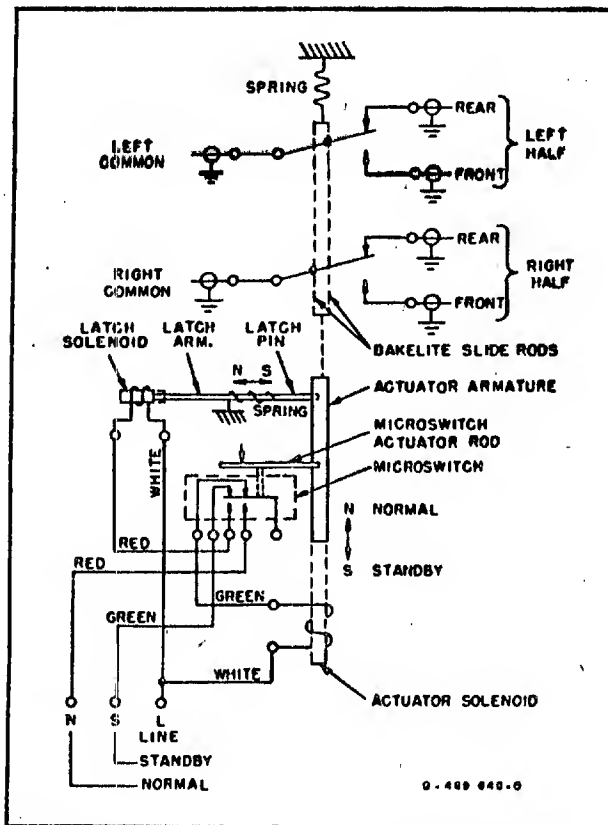 SPRING
REAR
LEFT COMMON
LEFT HALF
FRONT
REAR
RIGHT COMMON
RIGHT HALF
FRONT
BAKELITE SLIDE RODS
LATCH SOLENOID
LATCH ARM.
LATCH PIN
N S
SPRING
ACTUATOR ARMATURE
MICROSWITCH ACTUATOR ROD
MICROSWITCH
WHITE
N NORMAL
S STANDBY
RED
RED
GREEN
GREEN
WHITE
ACTUATOR SOLENOID
N S L
LINE
STANDBY
NORMAL